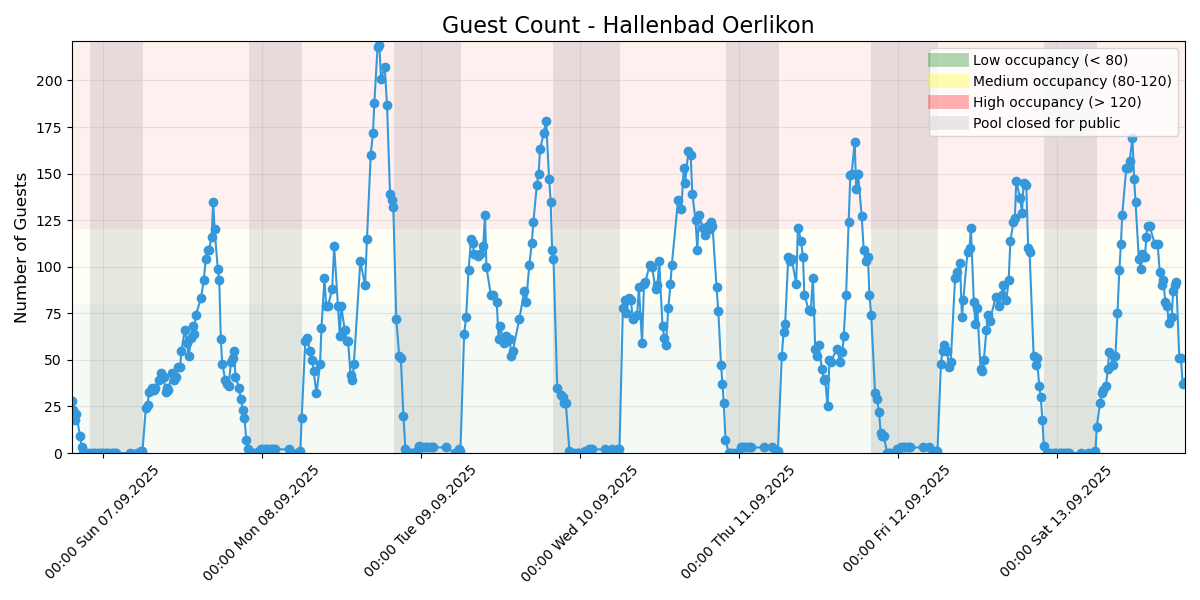 Guest Count - Hallenbad Oerlikon
Number of Guests
200
175
150
125
100
75
50
25
0
Low occupancy (< 80)
Medium occupancy (80-120)
High occupancy (> 120)
Pool closed for public
00:00 Sun 07.09.2025
00:00 Mon 08.09.2025
00:00 Tue 09.09.2025
00:00 Wed 10.09.2025
00:00 Thu 11.09.2025
00:00 Fri 12.09.2025
00:00 Sat 13.09.2025